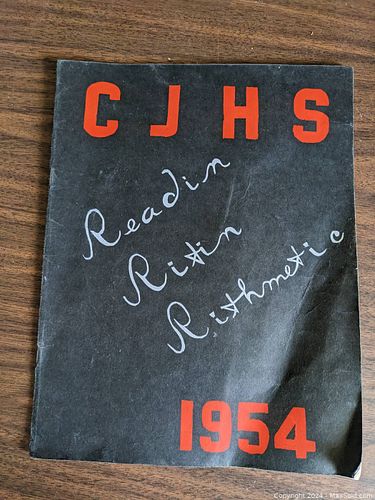 CJHS
Readin
Ritin
Rithmetic
1954
Copyright 2024 - MaxSold.com